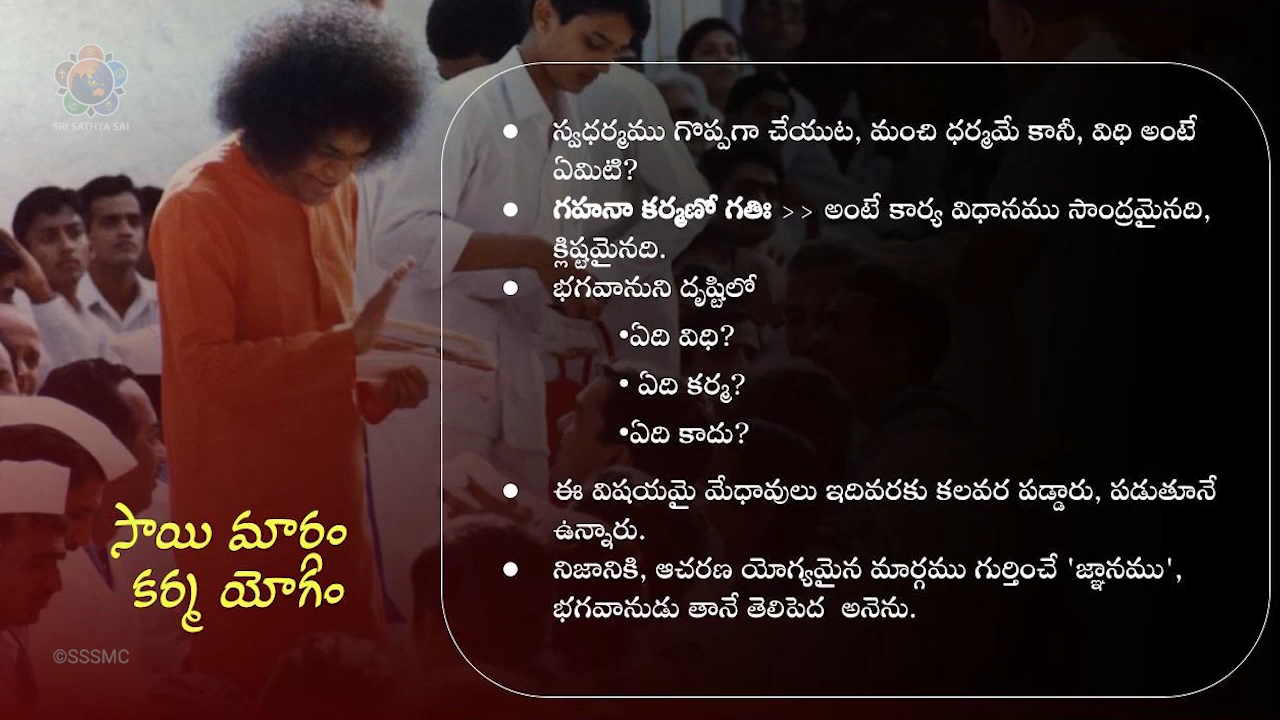 SRI SATHYA SAI
• స్వధర్మము గొప్పగా చేయుట, మంచి ధర్మమే కానీ, విధి అంటే
ఏమిటి?
• గహనా కర్మణో గతిః >> అంటే కార్య విధానము సాంద్రమైనది,
క్లిష్టమైనది.
• భగవానుని దృష్టిలో
•ఏది విధి?
• ఏది కర్మ?
•ఏది కాదు?
• ఈ విషయమై మేధావులు ఇదివరకు కలవర పడ్డారు, పడుతూనే
ఉన్నారు.
• నిజానికి, ఆచరణ యోగ్యమైన మార్గము గుర్తించే 'జ్ఞానము',
భగవానుడు తానే తెలిపెద అనెను.
సాయి మార్గం
కర్మ యోగం
©SSSMC